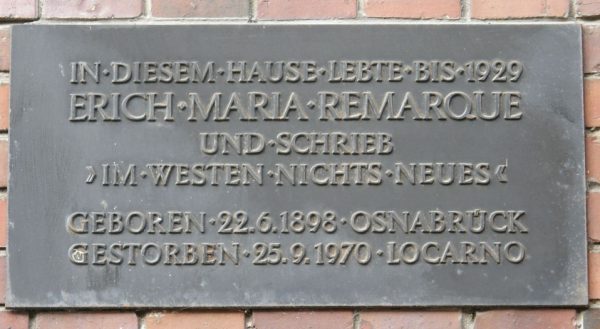 IN·DIESEM·HAUSE·LEBTE·BIS·1929
ERICH·MARIA·REMARQUE
UND·SCHRIEB
»IM·WESTEN·NICHTS·NEUES«
GEBOREN·22.6.1898·OSNABRÜCK
GESTORBEN·25.9.1970·LOCARNO